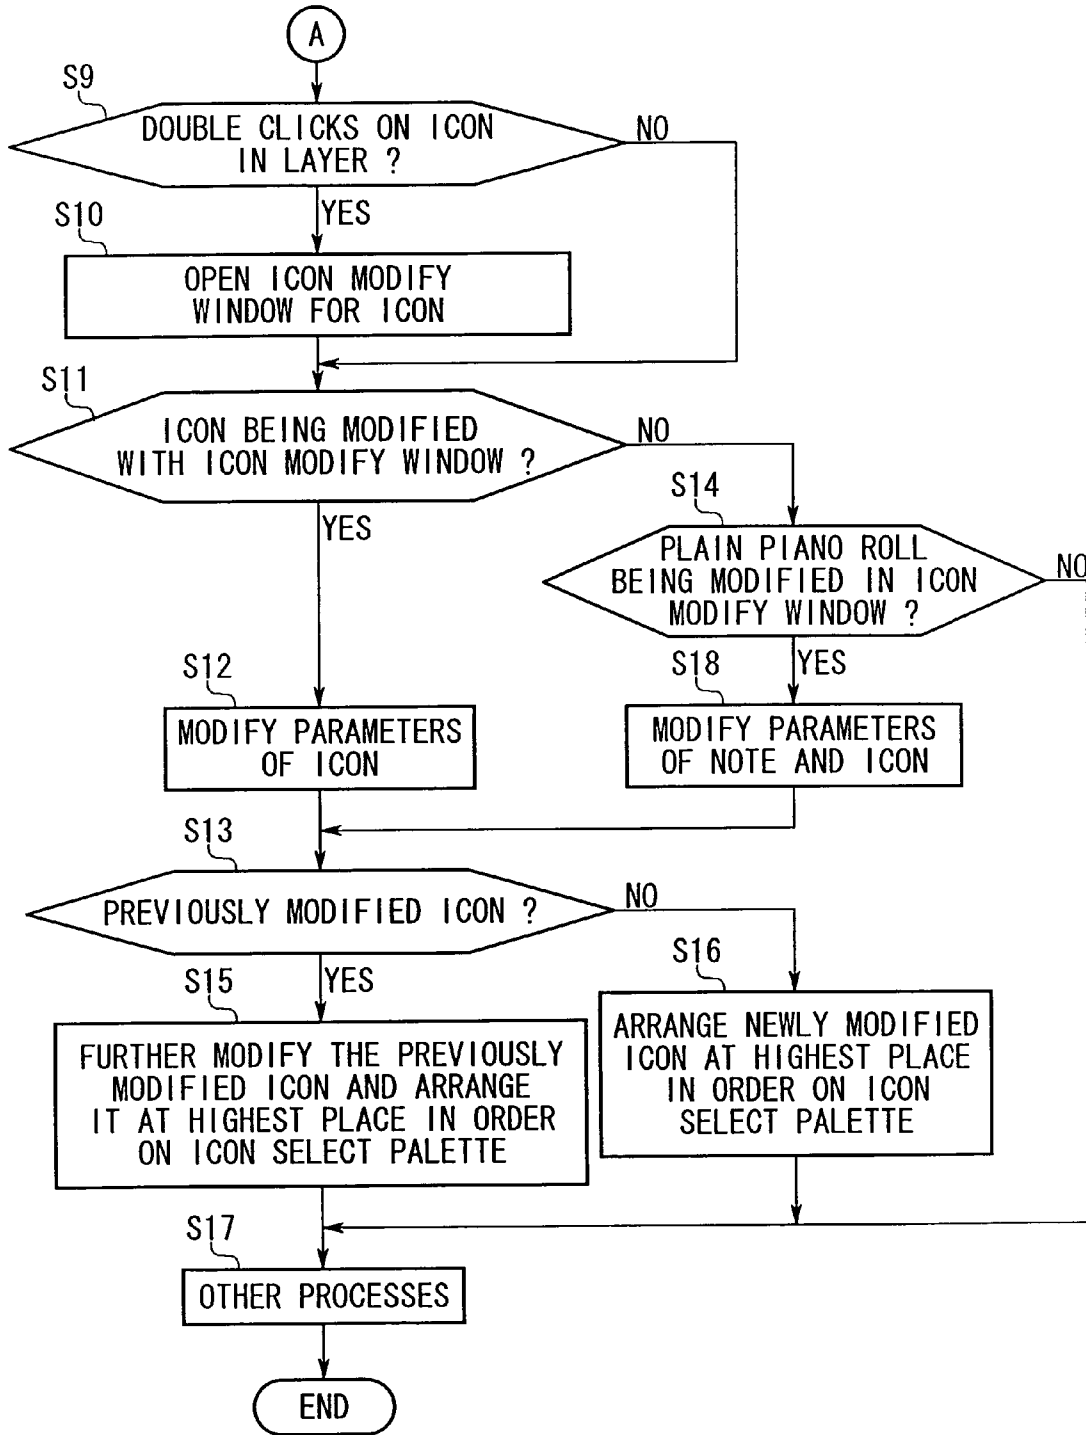 A
S9
DOUBLE CLICKS ON ICON
IN LAYER ?
NO
YES
S10
OPEN ICON MODIFY
WINDOW FOR ICON
S11
ICON BEING MODIFIED
WITH ICON MODIFY WINDOW ?
NO
YES
S14
PLAIN PIANO ROLL
BEING MODIFIED IN ICON
MODIFY WINDOW ?
NO
YES
S12
MODIFY PARAMETERS
OF ICON
S18
MODIFY PARAMETERS
OF NOTE AND ICON
S13
PREVIOUSLY MODIFIED ICON ?
NO
YES
S15
FURTHER MODIFY THE PREVIOUSLY
MODIFIED ICON AND ARRANGE
IT AT HIGHEST PLACE IN ORDER
ON ICON SELECT PALETTE
S16
ARRANGE NEWLY MODIFIED
ICON AT HIGHEST PLACE
IN ORDER ON ICON
SELECT PALETTE
S17
OTHER PROCESSES
END